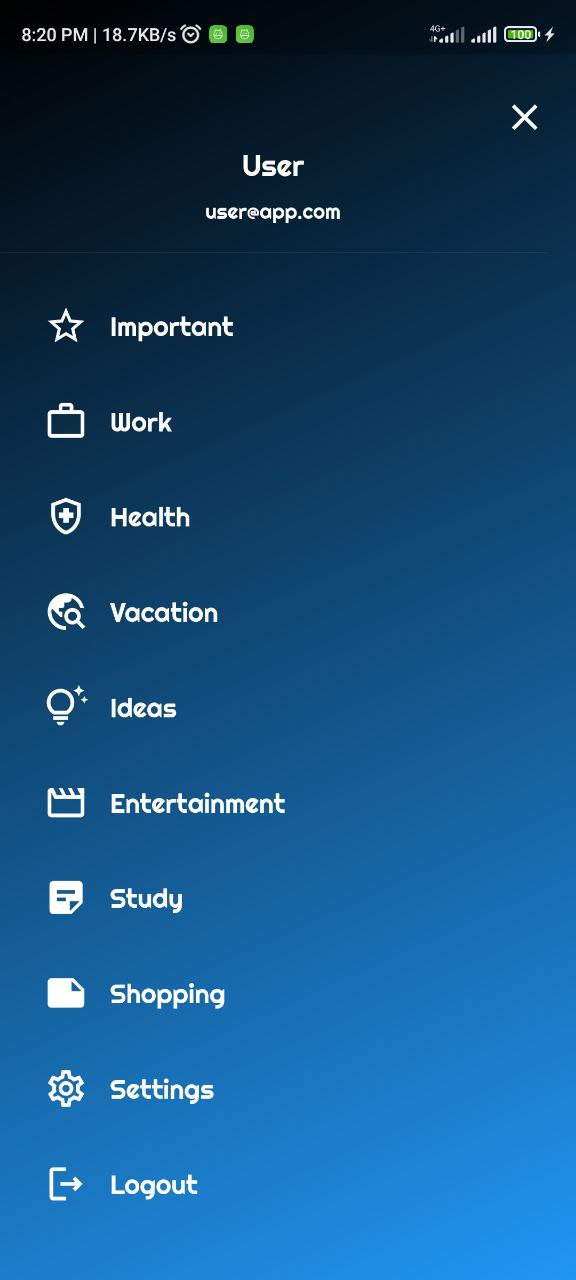 8:20 PM | 18.7KB/s 4G+ 100
User
user@app.com
Important
Work
Health
Vacation
Ideas
Entertainment
Study
Shopping
Settings
Logout